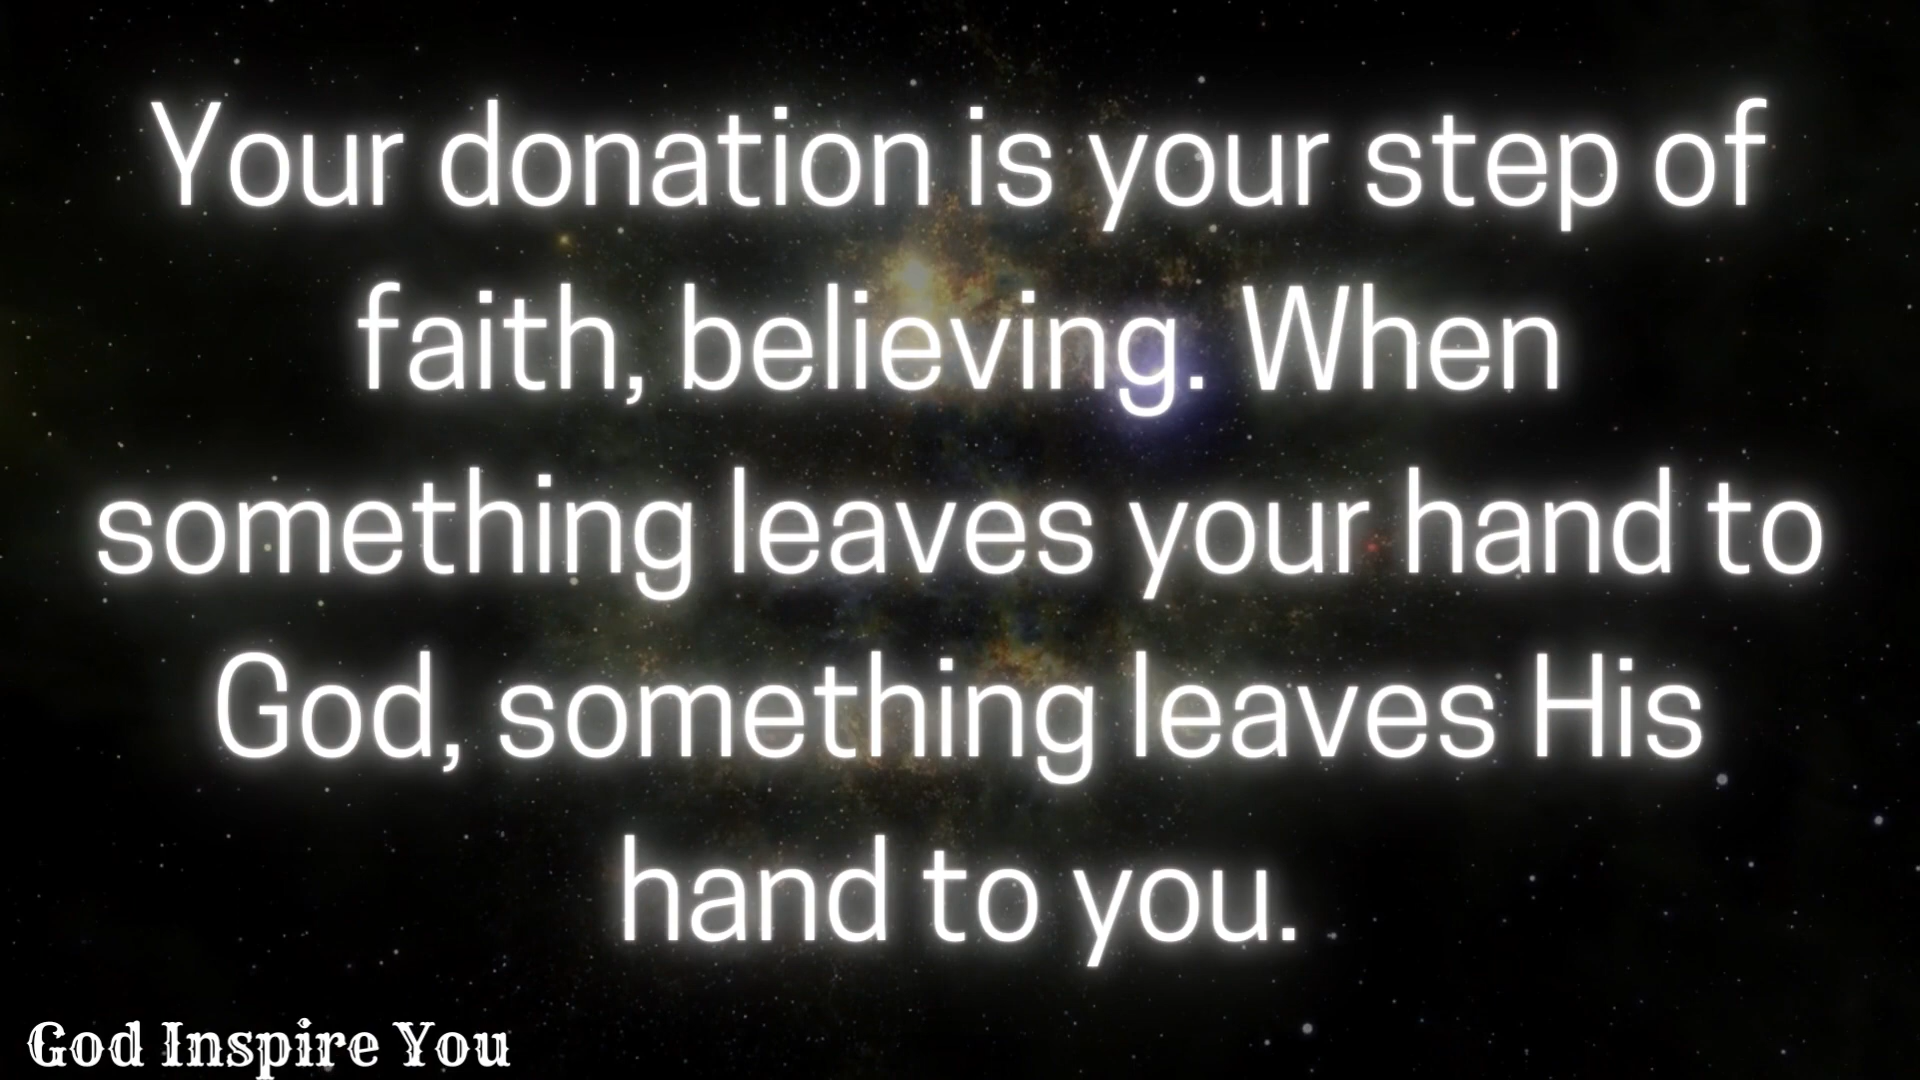 Your donation is your step of
faith, believing. When
something leaves your hand to
God, something leaves His
hand to you.
God Inspire You